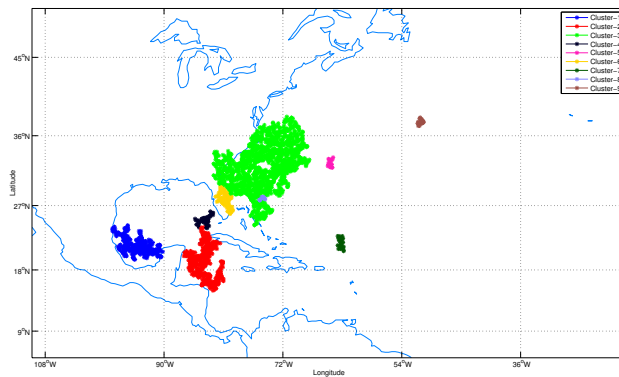 Cluster-1
Cluster-2
Cluster-3
Cluster-4
Cluster-5
Cluster-6
Cluster-7
Cluster-8
Cluster-9
45°N
36°N
27°N
18°N
9°N
Latitude
108°W 90°W 72°W 54°W 36°W
Longitude